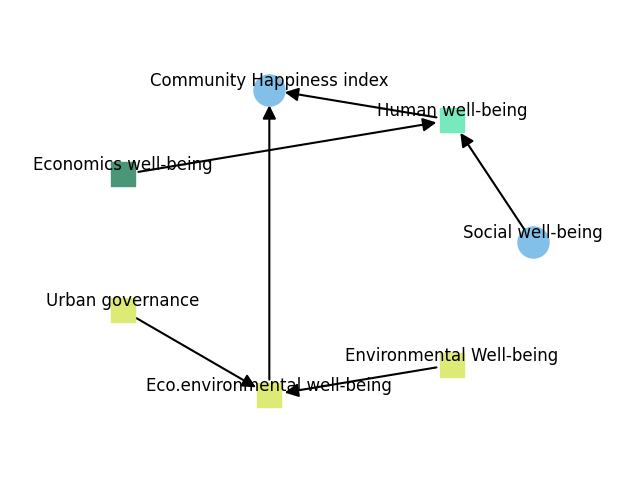 Community Happiness index
Human well-being
Economics well-being
Social well-being
Urban governance
Environmental Well-being
Eco.environmental well-being